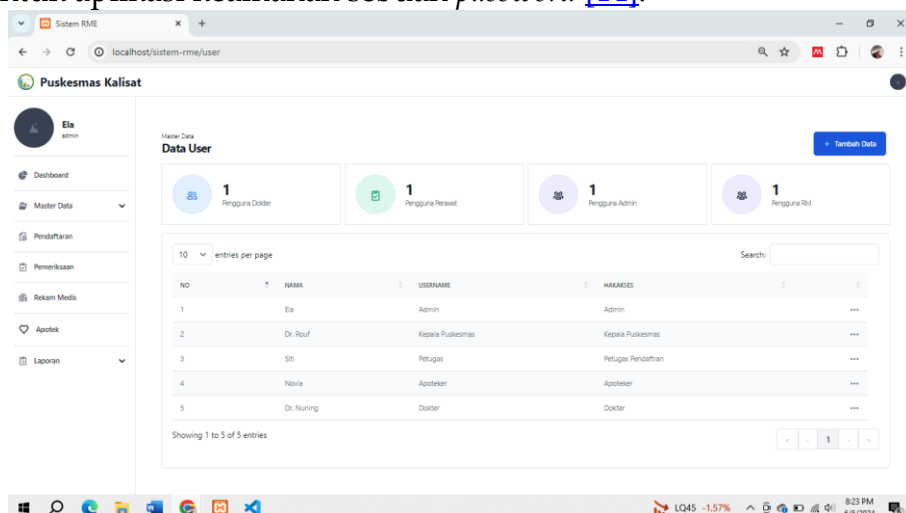 Sistem RME
localhost/sistem-rme/user
Puskesmas Kalisat
Ela
admin
Dashboard
Master Data
Pendaftaran
Pemeriksaan
Rekam Medis
Apotek
Laporan
Master Data
Data User
+ Tambah Data
1
Pengguna Dokter
1
Pengguna Perawat
1
Pengguna Admin
1
Pengguna RM
10 entries per page
Search:
NO NAMA USERNAME HAKAKSES
1 Ela Admin Admin
2 Dr. Rouf Kepala Puskesmas Kepala Puskesmas
3 Siti Petugas Petugas Pendaftran
4 Novia Apoteker Apoteker
5 Dr. Nuning Dokter Dokter
Showing 1 to 5 of 5 entries
« ‹ 1 › »
LQ45 -1,57%
8:23 PM